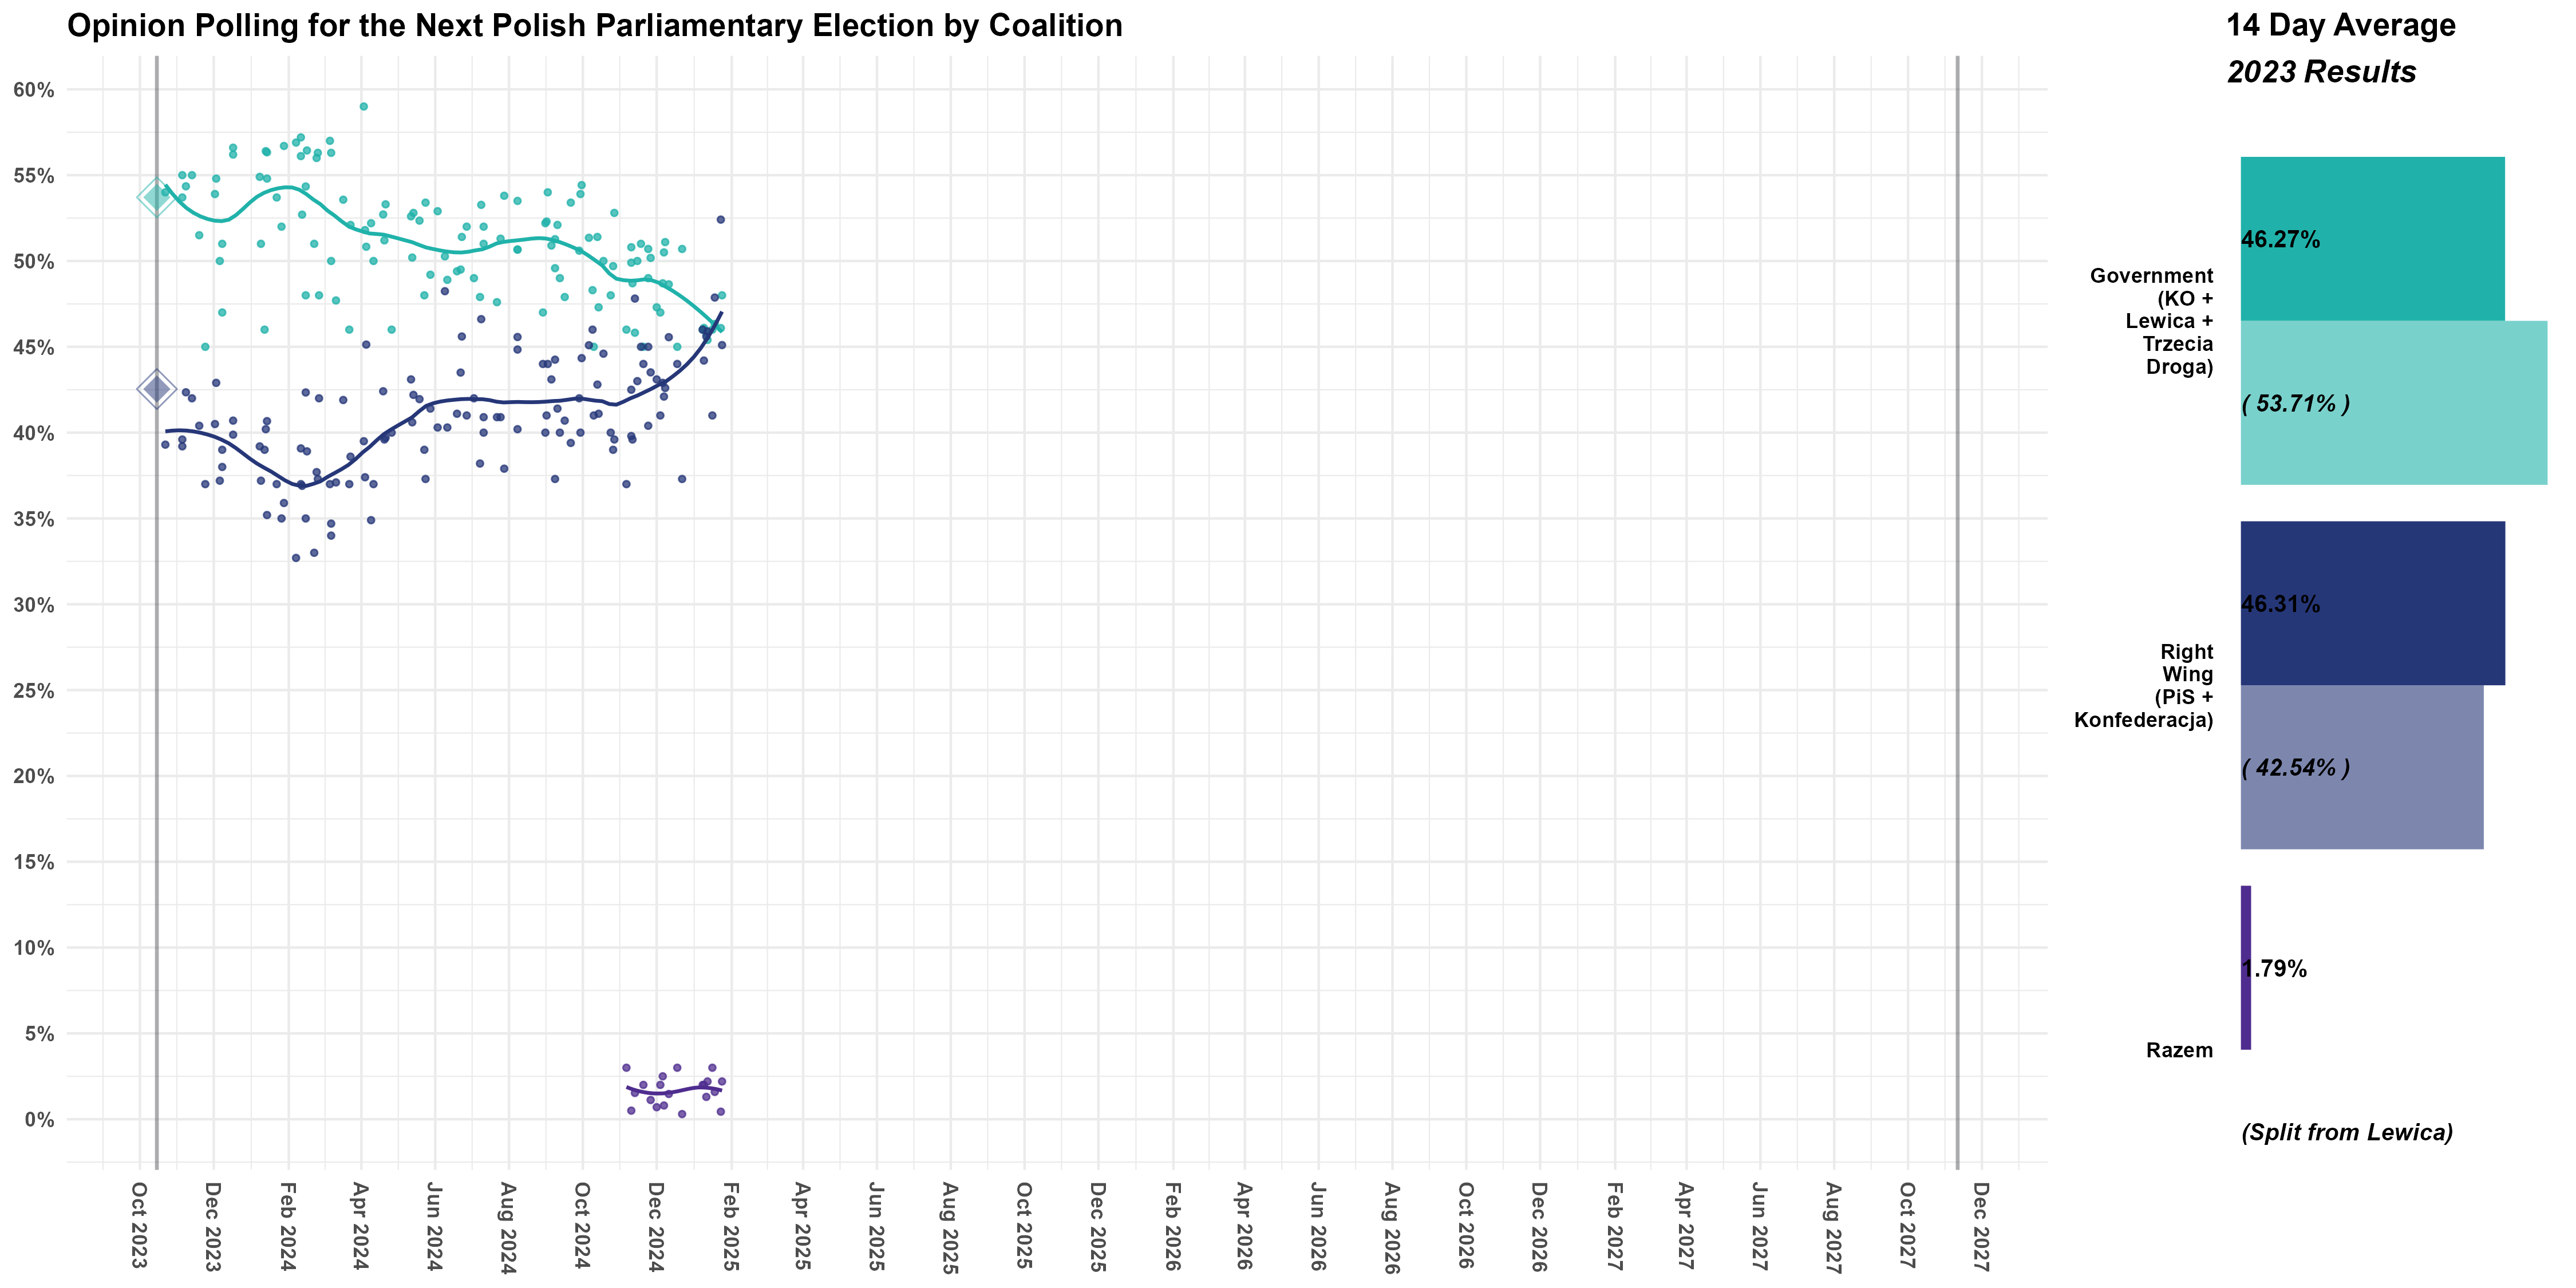 Opinion Polling for the Next Polish Parliamentary Election by Coalition
60%
55%
50%
45%
40%
35%
30%
25%
20%
15%
10%
5%
0%
Oct 2023
Dec 2023
Feb 2024
Apr 2024
Jun 2024
Aug 2024
Oct 2024
Dec 2024
Feb 2025
Apr 2025
Jun 2025
Aug 2025
Oct 2025
Dec 2025
Feb 2026
Apr 2026
Jun 2026
Aug 2026
Oct 2026
Dec 2026
Feb 2027
Apr 2027
Jun 2027
Aug 2027
Oct 2027
Dec 2027
14 Day Average
2023 Results
Government
(KO +
Lewica +
Trzecia
Droga)
46.27%
( 53.71% )
Right
Wing
(PiS +
Konfederacja)
46.31%
( 42.54% )
Razem
1.79%
(Split from Lewica)